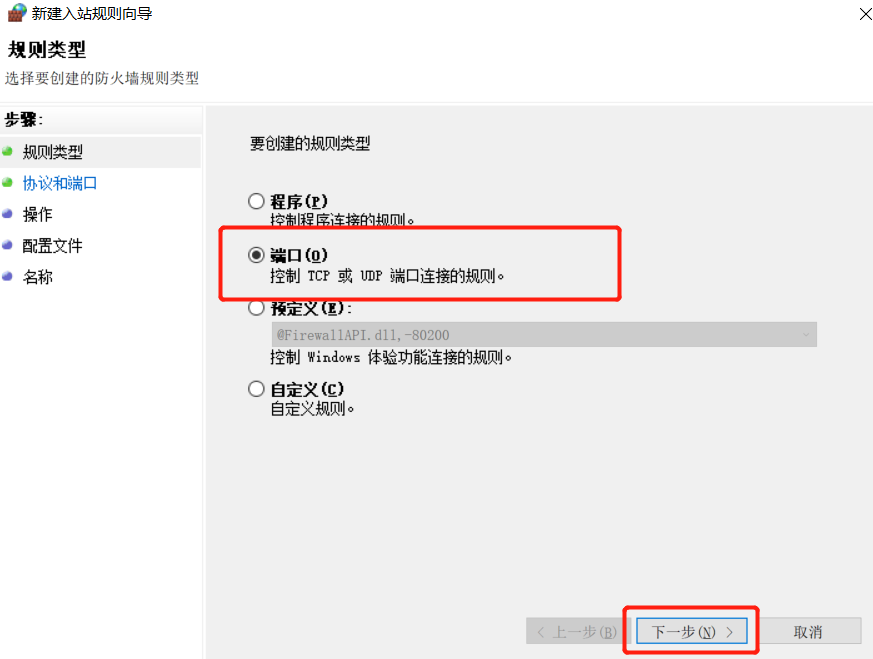 新建入站规则向导
规则类型
选择要创建的防火墙规则类型
步骤:
规则类型
协议和端口
操作
配置文件
名称
要创建的规则类型
程序(P)
控制程序连接的规则。
端口(O)
控制 TCP 或 UDP 端口连接的规则。
预定义(E):
@FirewallAPI.dll,-80200
控制 Windows 体验功能连接的规则。
自定义(C)
自定义规则。
< 上一步(B)
下一步(N) >
取消